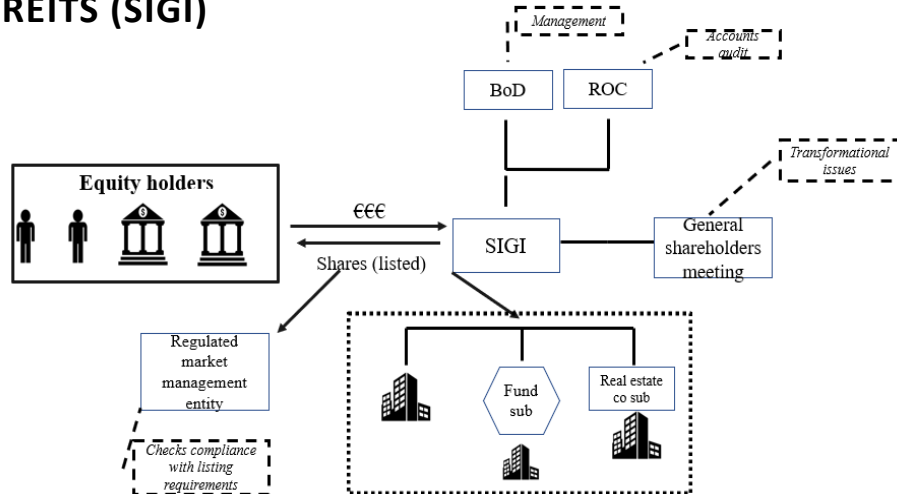 REITS (SIGI)
Management
Accounts
audit
BoD
ROC
Transformational
issues
Equity holders
€€€
General
shareholders
meeting
SIGI
Shares (listed)
Regulated
market
management
entity
Fund
sub
Real estate
co sub
Checks compliance
with listing
requirements